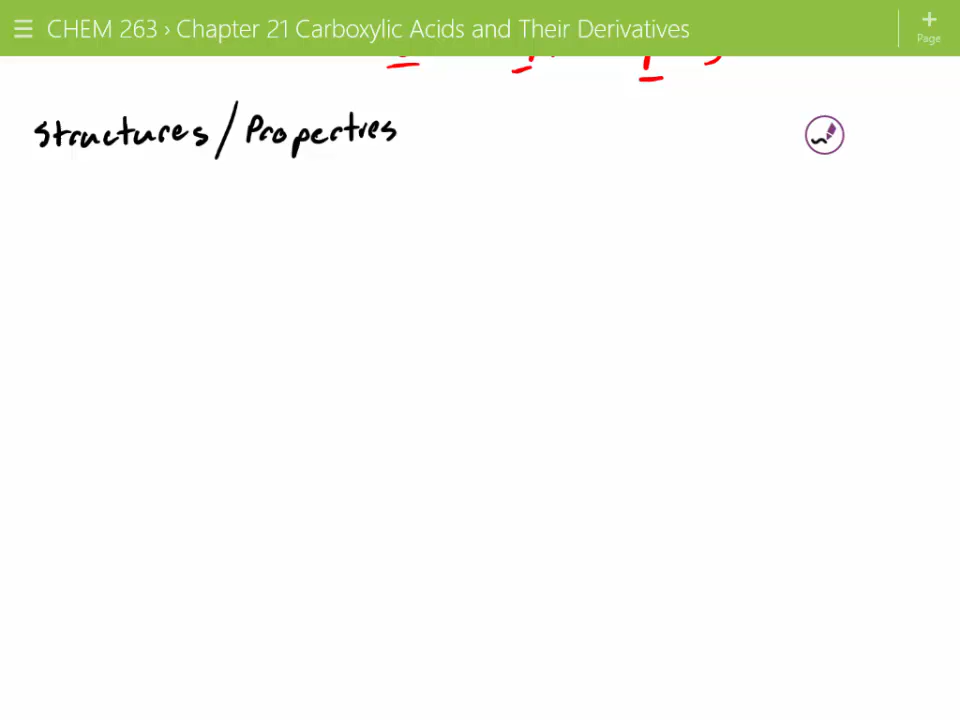 CHEM 263 › Chapter 21 Carboxylic Acids and Their Derivatives
Page
Structures/Properties